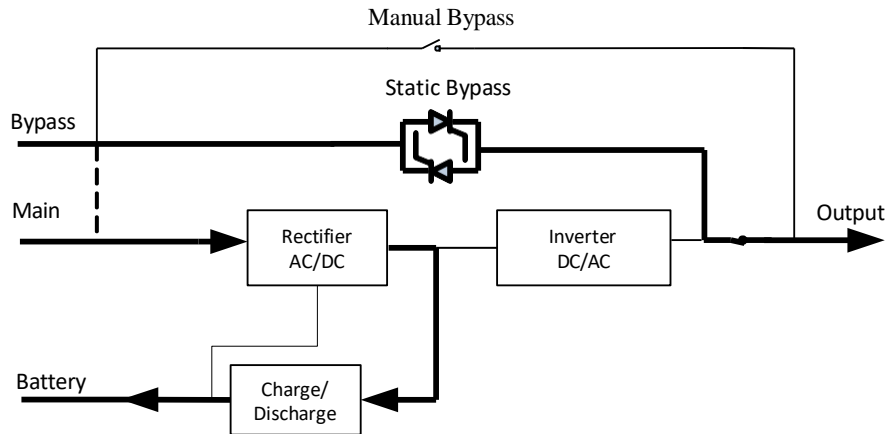 Manual Bypass
Static Bypass
Bypass
Main
Output
Rectifier
AC/DC
Inverter
DC/AC
Battery
Charge/
Discharge